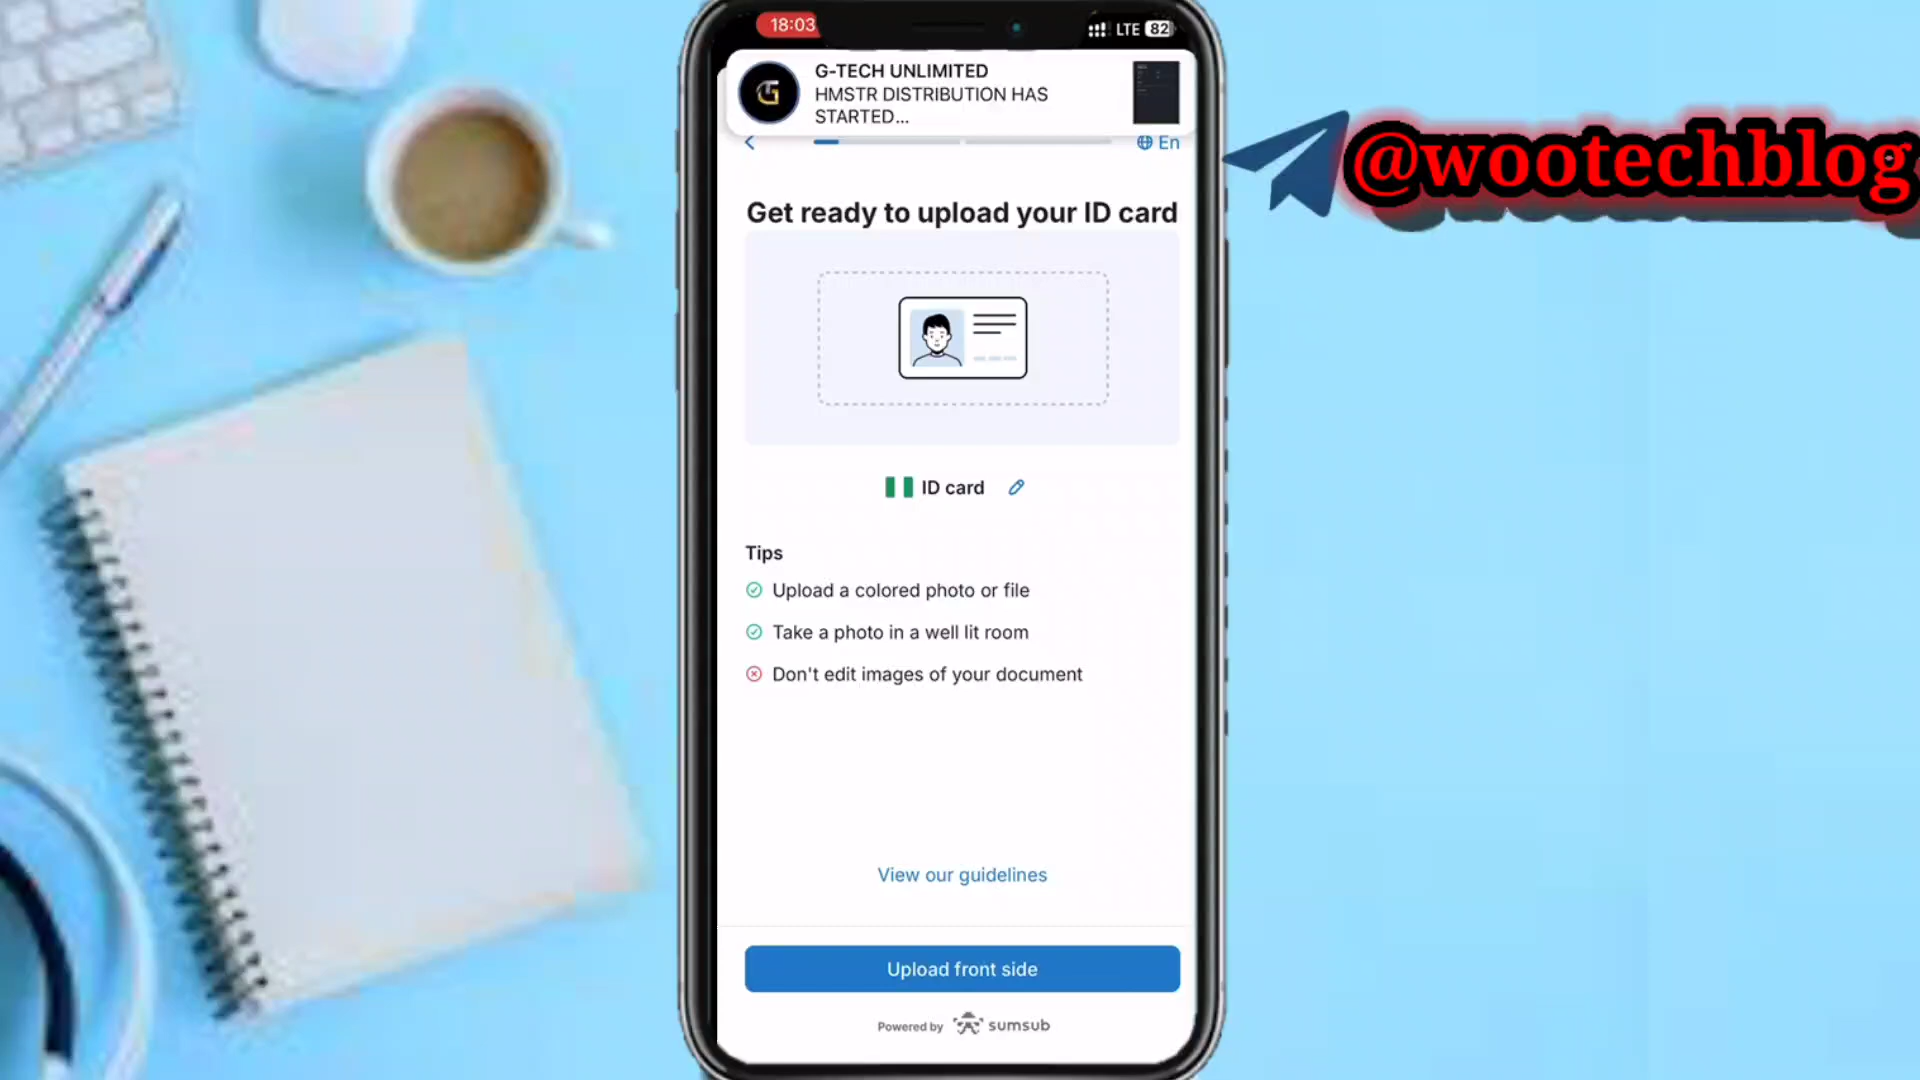 18:03
LTE 82
G-TECH UNLIMITED
HMSTR DISTRIBUTION HAS
STARTED...
En
@wootechblog
Get ready to upload your ID card
ID card
Tips
Upload a colored photo or file
Take a photo in a well lit room
Don't edit images of your document
View our guidelines
Upload front side
Powered by sumsub